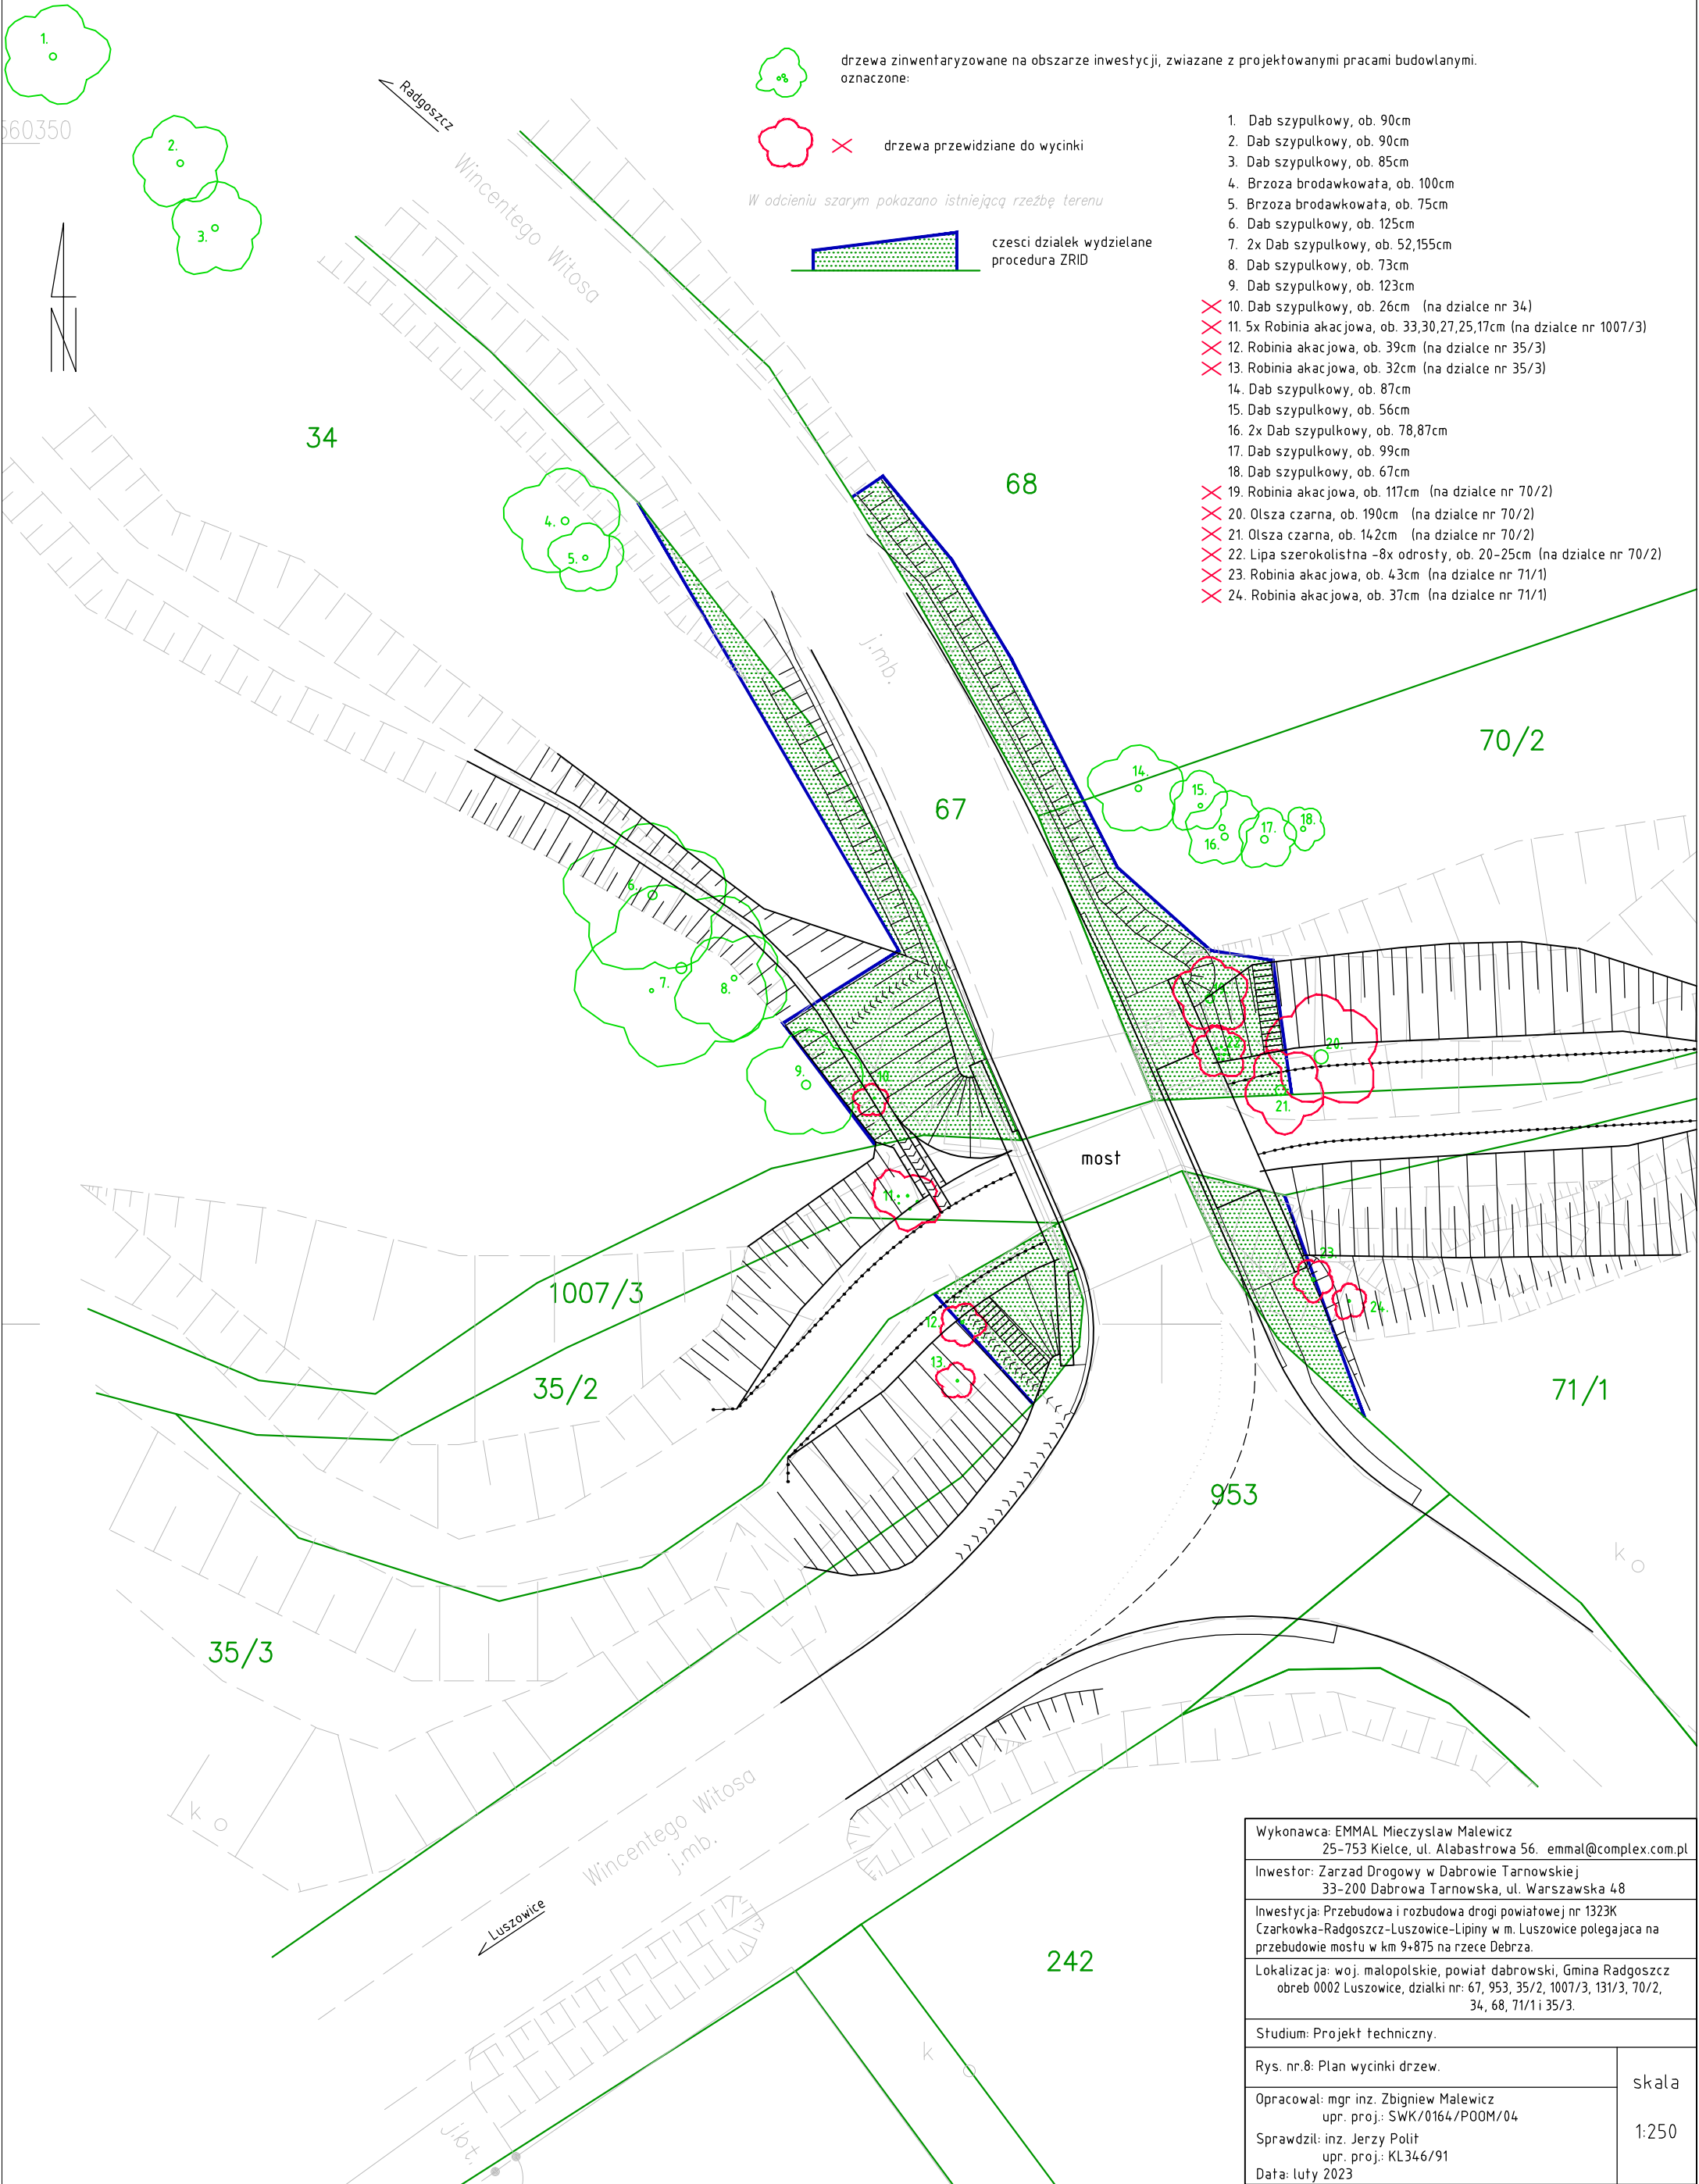 drzewa zinwentaryzowane na obszarze inwestycji, zwiazane z projektowanymi pracami budowlanymi.
oznaczone:
drzewa przewidziane do wycinki
W odcieniu szarym pokazano istniejącą rzeźbę terenu
czesci dzialek wydzielane
procedura ZRID
1. Dab szypulkowy, ob. 90cm
2. Dab szypulkowy, ob. 90cm
3. Dab szypulkowy, ob. 85cm
4. Brzoza brodawkowata, ob. 100cm
5. Brzoza brodawkowata, ob. 75cm
6. Dab szypulkowy, ob. 125cm
7. 2x Dab szypulkowy, ob. 52,155cm
8. Dab szypulkowy, ob. 73cm
9. Dab szypulkowy, ob. 123cm
10. Dab szypulkowy, ob. 26cm (na dzialce nr 34)
11. 5x Robinia akacjowa, ob. 33,30,27,25,17cm (na dzialce nr 1007/3)
12. Robinia akacjowa, ob. 39cm (na dzialce nr 35/3)
13. Robinia akacjowa, ob. 32cm (na dzialce nr 35/3)
14. Dab szypulkowy, ob. 87cm
15. Dab szypulkowy, ob. 56cm
16. 2x Dab szypulkowy, ob. 78,87cm
17. Dab szypulkowy, ob. 99cm
18. Dab szypulkowy, ob. 67cm
19. Robinia akacjowa, ob. 117cm (na dzialce nr 70/2)
20. Olsza czarna, ob. 190cm (na dzialce nr 70/2)
21. Olsza czarna, ob. 142cm (na dzialce nr 70/2)
22. Lipa szerokolistna -8x odrosty, ob. 20-25cm (na dzialce nr 70/2)
23. Robinia akacjowa, ob. 43cm (na dzialce nr 71/1)
24. Robinia akacjowa, ob. 37cm (na dzialce nr 71/1)
1.
60350
2.
3.
Radgoszcz
Wincentego Witosa
N
34
68
4.
5.
j.mb.
70/2
67
14.
15.
16.
17.
18.
6.
7.
8.
9.
10.
19.
22.
20.
21.
most
11.
23.
24.
1007/3
12.
13.
35/2
71/1
953
35/3
k
k
Wincentego Witosa
j.mb.
Luszowice
242
k
j.bt.
Wykonawca: EMMAL Mieczyslaw Malewicz
25-753 Kielce, ul. Alabastrowa 56. emmal@complex.com.pl
Inwestor: Zarzad Drogowy w Dabrowie Tarnowskiej
33-200 Dabrowa Tarnowska, ul. Warszawska 48
Inwestycja: Przebudowa i rozbudowa drogi powiatowej nr 1323K
Czarkowka-Radgoszcz-Luszowice-Lipiny w m. Luszowice polegajaca na
przebudowie mostu w km 9+875 na rzece Debrza.
Lokalizacja: woj. malopolskie, powiat dabrowski, Gmina Radgoszcz
obreb 0002 Luszowice, dzialki nr: 67, 953, 35/2, 1007/3, 131/3, 70/2,
34, 68, 71/1 i 35/3.
Studium: Projekt techniczny.
Rys. nr.8: Plan wycinki drzew.
skala
1:250
Opracowal: mgr inz. Zbigniew Malewicz
upr. proj.: SWK/0164/POOM/04
Sprawdzil: inz. Jerzy Polit
upr. proj.: KL346/91
Data: luty 2023